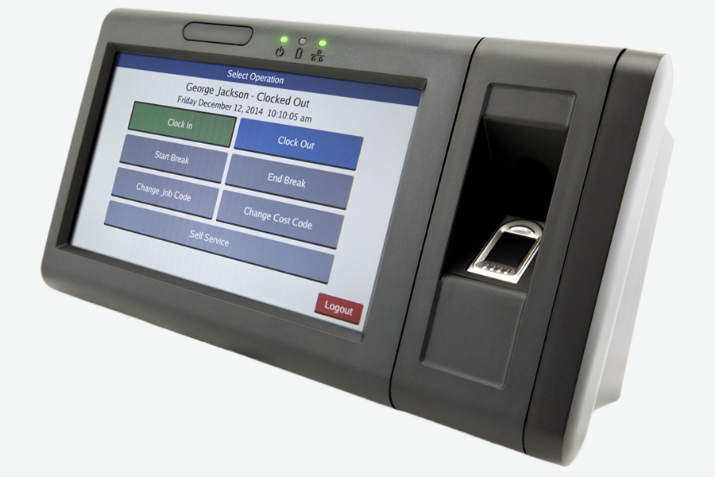 Select Operation
George Jackson - Clocked Out
Friday December 12, 2014 10:10:05 am
Clock In
Clock Out
Start Break
End Break
Change Job Code
Change Cost Code
Self Service
Logout